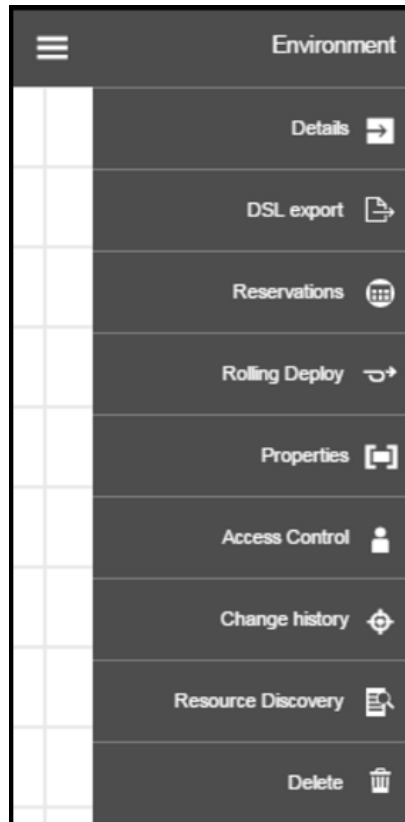 Environment
Details
DSL export
Reservations
Rolling Deploy
Properties
Access Control
Change history
Resource Discovery
Delete